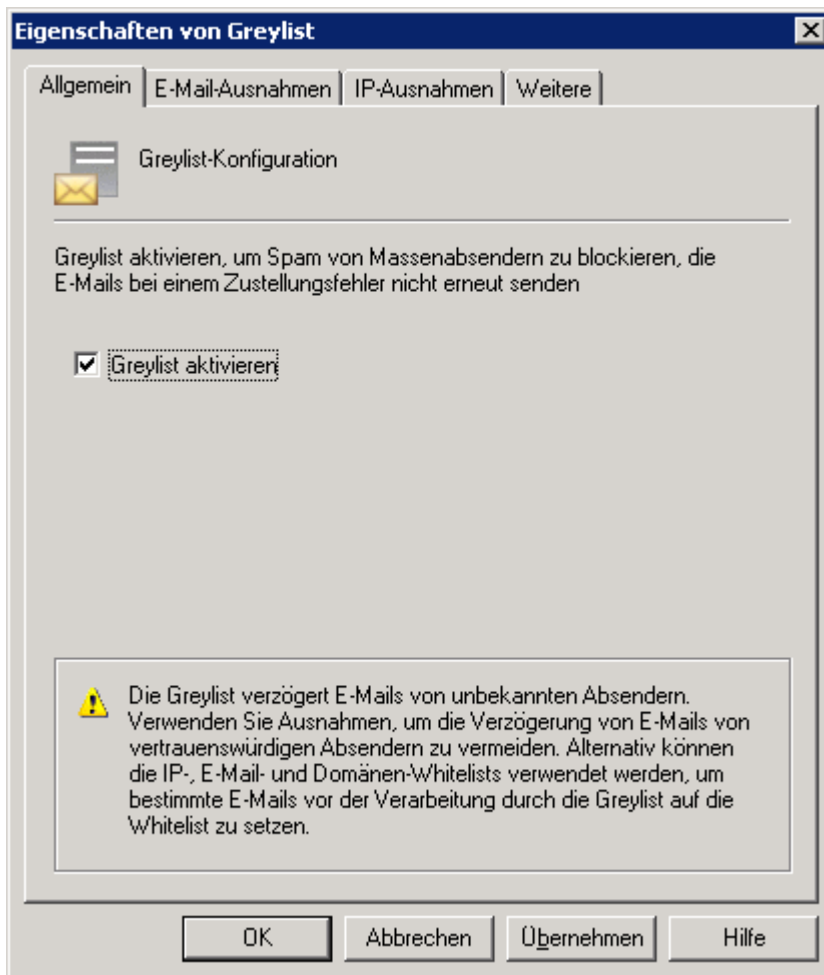 Eigenschaften von Greylist
Allgemein E-Mail-Ausnahmen IP-Ausnahmen Weitere
Greylist-Konfiguration
Greylist aktivieren, um Spam von Massenabsendern zu blockieren, die
E-Mails bei einem Zustellungsfehler nicht erneut senden
Greylist aktivieren
Die Greylist verzögert E-Mails von unbekannten Absendern.
Verwenden Sie Ausnahmen, um die Verzögerung von E-Mails von
vertrauenswürdigen Absendern zu vermeiden. Alternativ können
die IP-, E-Mail- und Domänen-Whitelists verwendet werden, um
bestimmte E-Mails vor der Verarbeitung durch die Greylist auf die
Whitelist zu setzen.
OK Abbrechen Übernehmen Hilfe